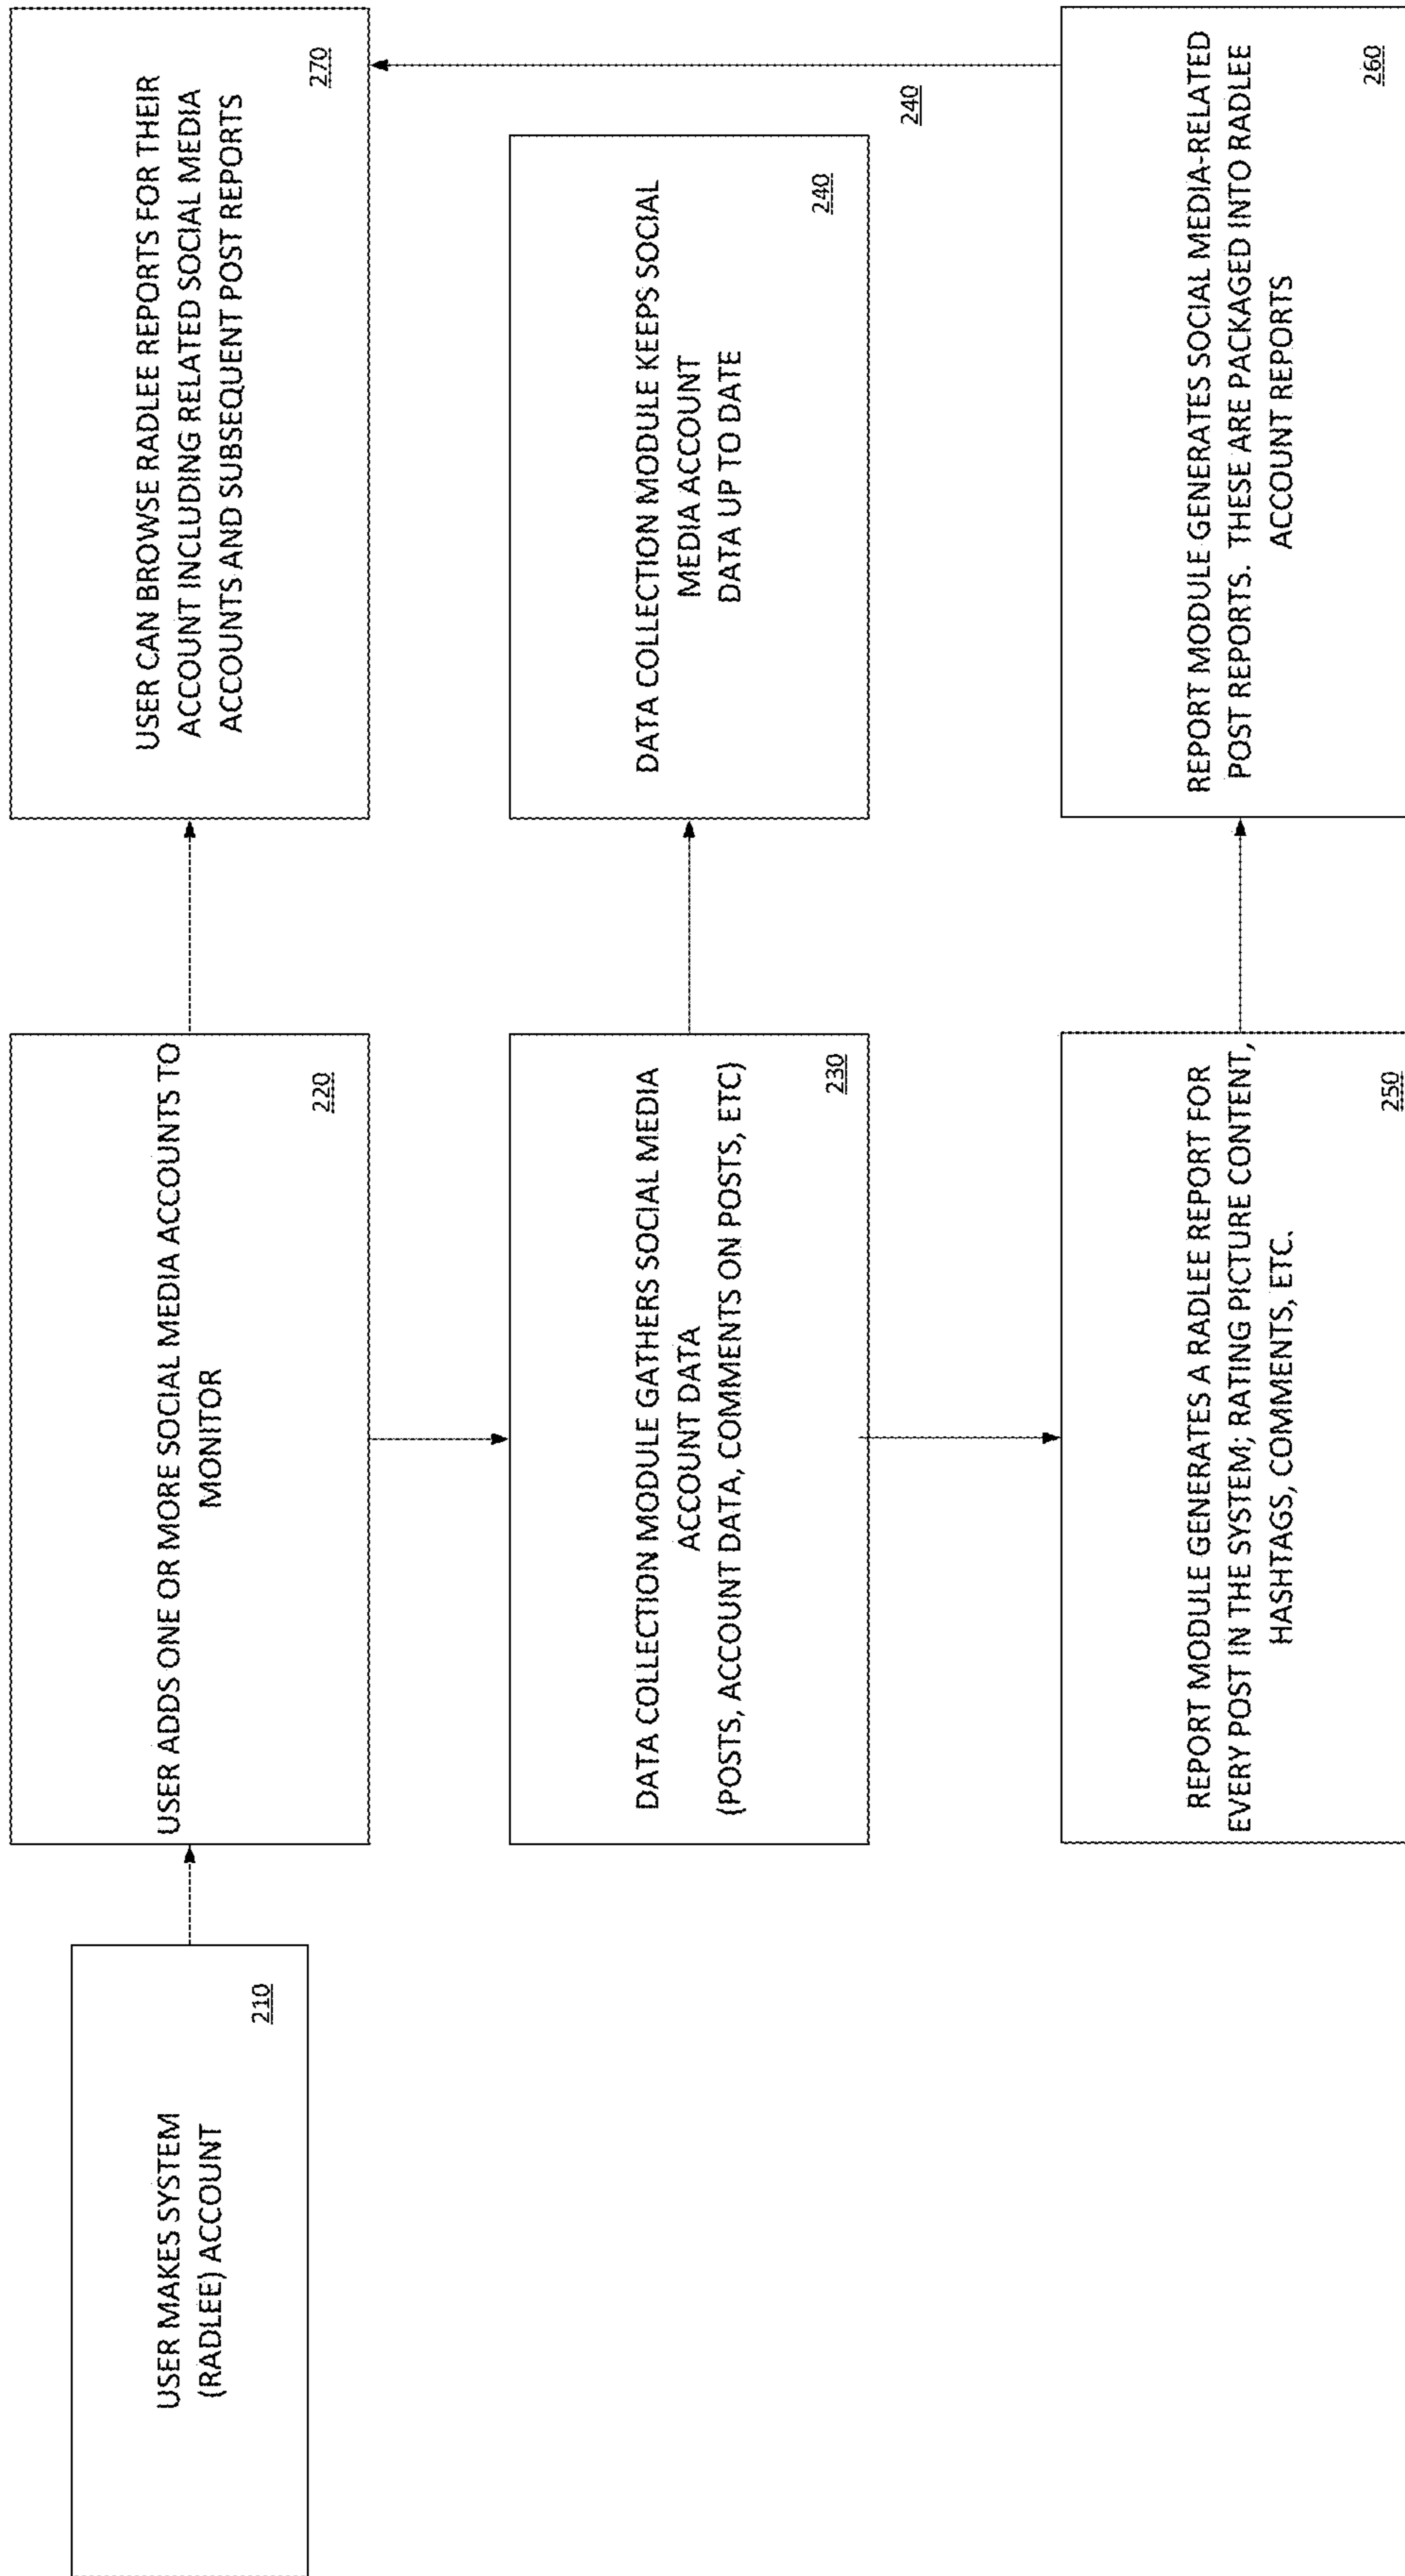 USER MAKES SYSTEM
(RADLEE) ACCOUNT
210
USER ADDS ONE OR MORE SOCIAL MEDIA ACCOUNTS TO
MONITOR
220
USER CAN BROWSE RADLEE REPORTS FOR THEIR
ACCOUNT INCLUDING RELATED SOCIAL MEDIA
ACCOUNTS AND SUBSEQUENT POST REPORTS
270
DATA COLLECTION MODULE GATHERS SOCIAL MEDIA
ACCOUNT DATA
(POSTS, ACCOUNT DATA, COMMENTS ON POSTS, ETC)
230
DATA COLLECTION MODULE KEEPS SOCIAL
MEDIA ACCOUNT
DATA UP TO DATE
240
240
REPORT MODULE GENERATES A RADLEE REPORT FOR
EVERY POST IN THE SYSTEM; RATING PICTURE CONTENT,
HASHTAGS, COMMENTS, ETC.
250
REPORT MODULE GENERATES SOCIAL MEDIA-RELATED
POST REPORTS. THESE ARE PACKAGED INTO RADLEE
ACCOUNT REPORTS
260